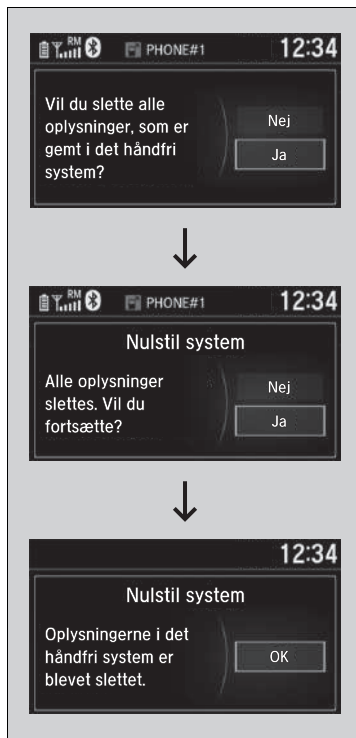 RM PHONE#1 12:34
Vil du slette alle
oplysninger, som er
gemt i det håndfri
system?
Nej
Ja
RM PHONE#1 12:34
Nulstil system
Alle oplysninger
slettes. Vil du
fortsætte?
Nej
Ja
12:34
Nulstil system
Oplysningerne i det
håndfri system er
blevet slettet.
OK